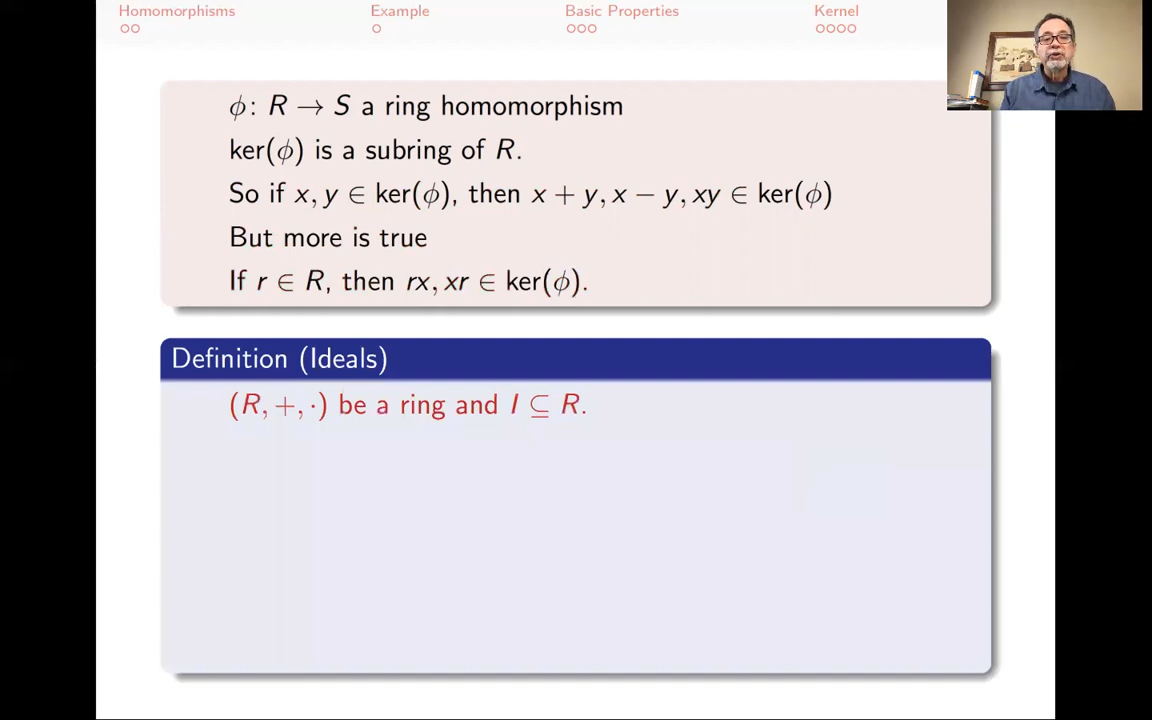 Homomorphisms Example Basic Properties Kernel
ϕ: R → S a ring homomorphism
ker(ϕ) is a subring of R.
So if x, y ∈ ker(ϕ), then x + y, x − y, xy ∈ ker(ϕ)
But more is true
If r ∈ R, then rx, xr ∈ ker(ϕ).
Definition (Ideals)
(R, +, ·) be a ring and I ⊆ R.